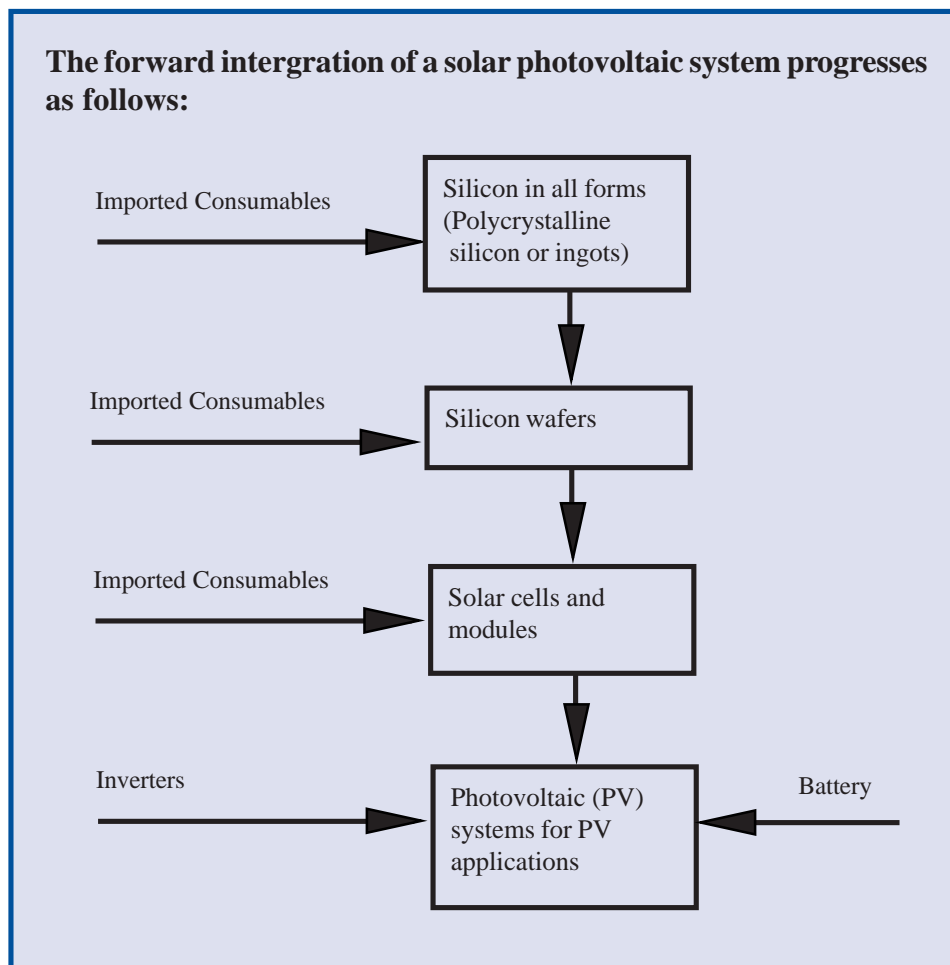 The forward intergration of a solar photovoltaic system progresses
as follows:
Imported Consumables
Silicon in all forms
(Polycrystalline
silicon or ingots)
Imported Consumables
Silicon wafers
Imported Consumables
Solar cells and
modules
Inverters
Photovoltaic (PV)
systems for PV
applications
Battery